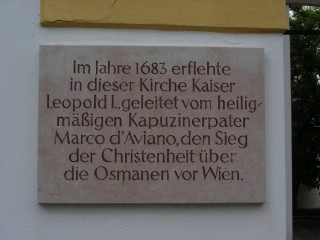 Im Jahre 1683 erflehte
in dieser Kirche Kaiser
Leopold I., geleitet vom heilig-
mäßigen Kapuzinerpater
Marco d'Aviano, den Sieg
der Christenheit über
die Osmanen vor Wien.